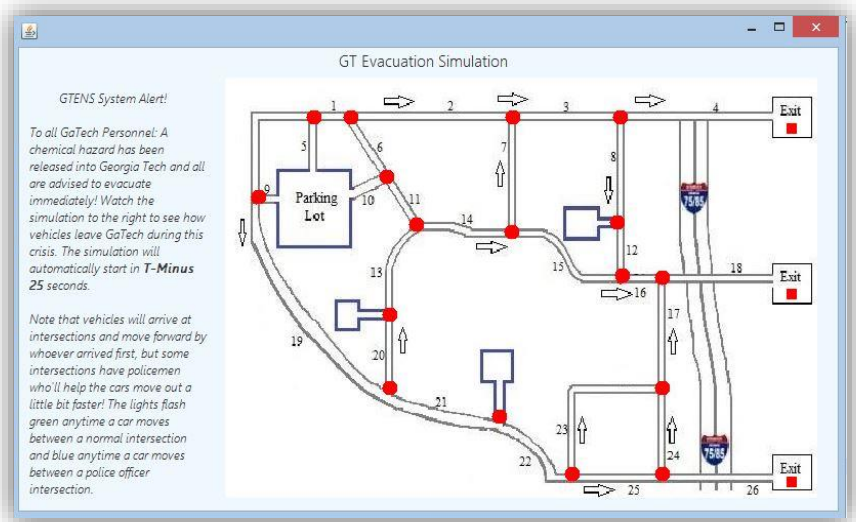 GT Evacuation Simulation
GTENS System Alert!
To all GaTech Personnel: A
chemical hazard has been
released into Georgia Tech and all
are advised to evacuate
immediately! Watch the
simulation to the right to see how
vehicles leave GaTech during this
crisis. The simulation will
automatically start in T-Minus
25 seconds.
Note that vehicles will arrive at
intersections and move forward by
whoever arrived first, but some
intersections have policemen
who'll help the cars move out a
little bit faster! The lights flash
green anytime a car moves
between a normal intersection
and blue anytime a car moves
between a police officer
intersection.
1
2
3
4
Exit
5
6
7
8
9
Parking
Lot
10
11
75/85
14
12
13
15
16
18
Exit
17
19
20
21
23
22
24
75/85
25
26
Exit